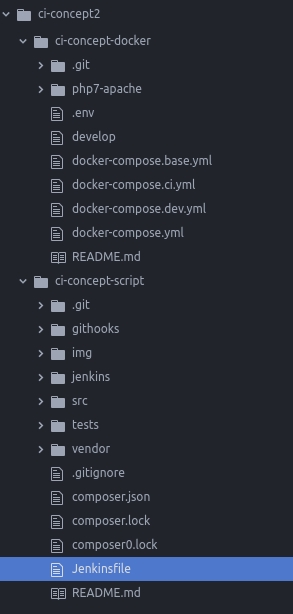 ci-concept2
ci-concept-docker
.git
php7-apache
.env
develop
docker-compose.base.yml
docker-compose.ci.yml
docker-compose.dev.yml
docker-compose.yml
README.md
ci-concept-script
.git
githooks
img
jenkins
src
tests
vendor
.gitignore
composer.json
composer.lock
composer0.lock
Jenkinsfile
README.md